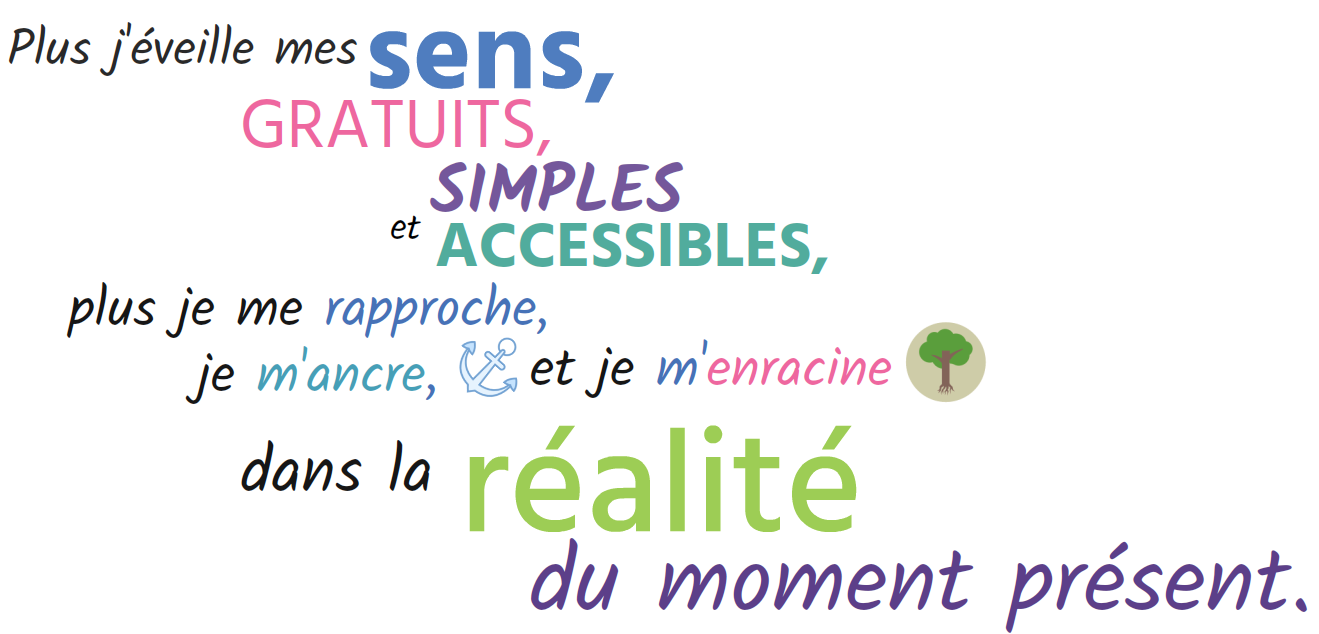 Plus j'éveille mes sens,
GRATUITS,
SIMPLES
et ACCESSIBLES,
plus je me rapproche,
je m'ancre, et je m'enracine
dans la réalité
du moment présent.